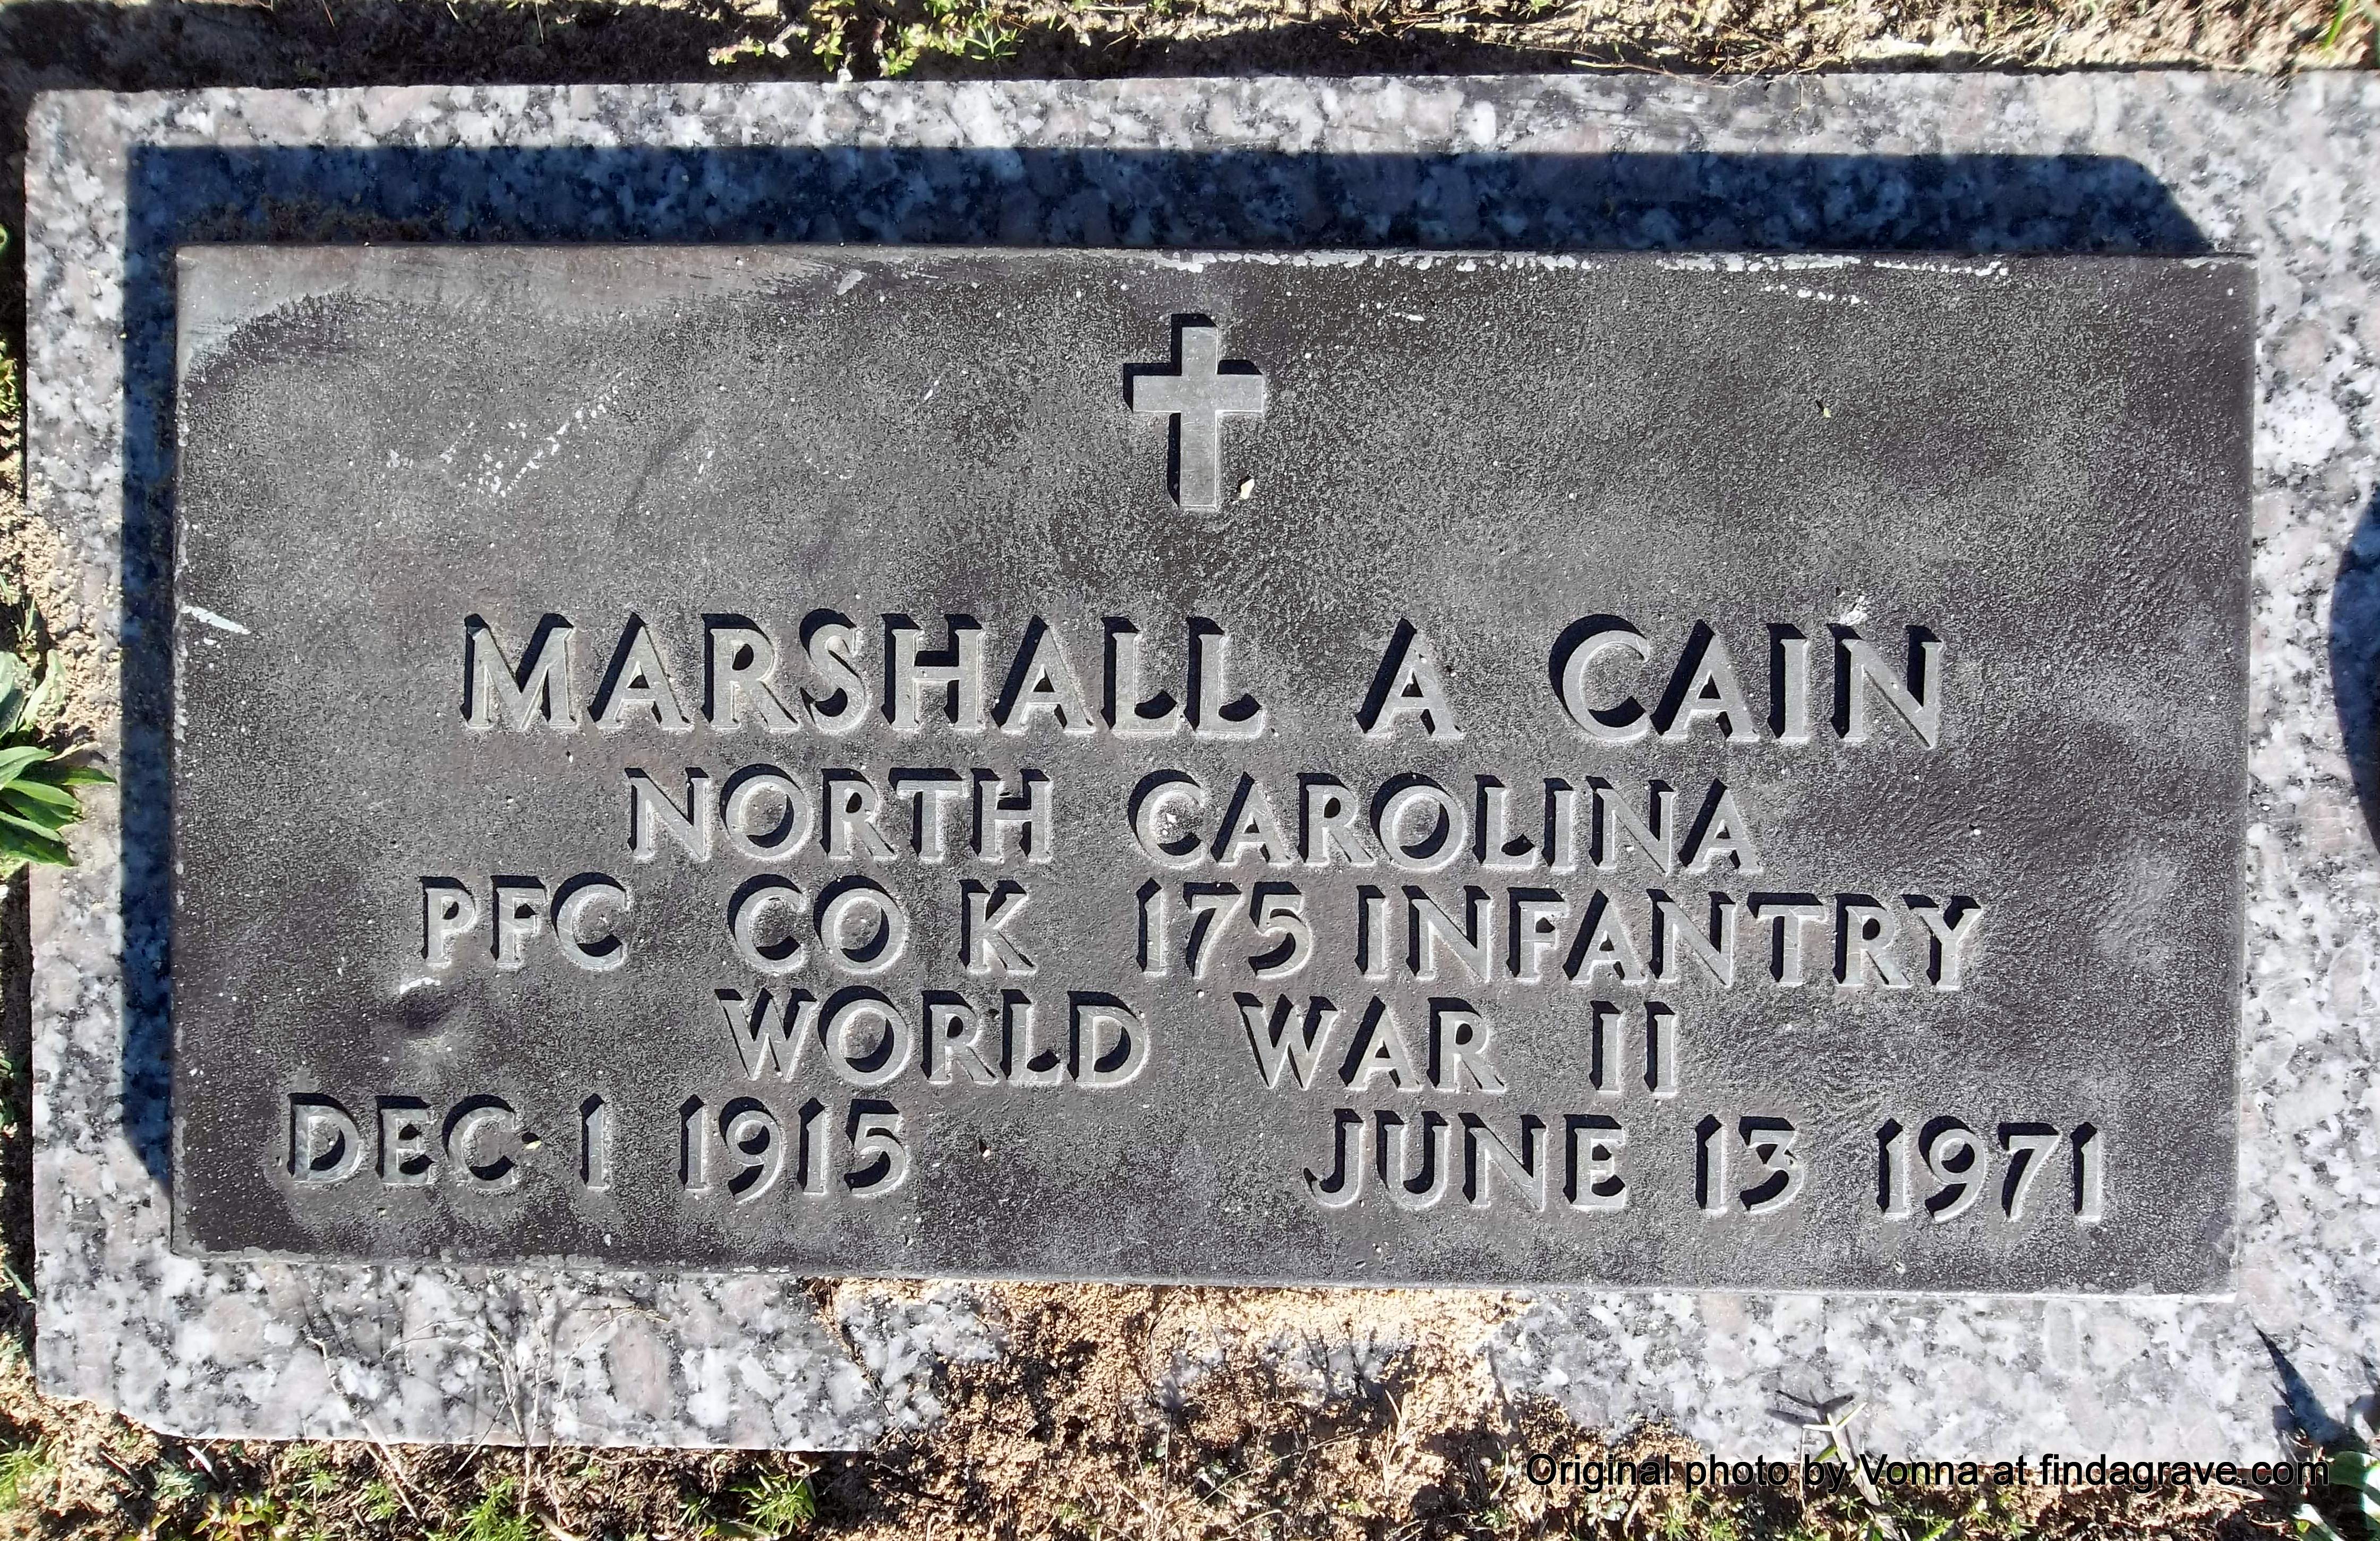 MARSHALL A CAIN
NORTH CAROLINA
PFC CO K 175 INFANTRY
WORLD WAR II
DEC 1 1915 JUNE 13 1971
Original photo by Vonna at findagrave.com